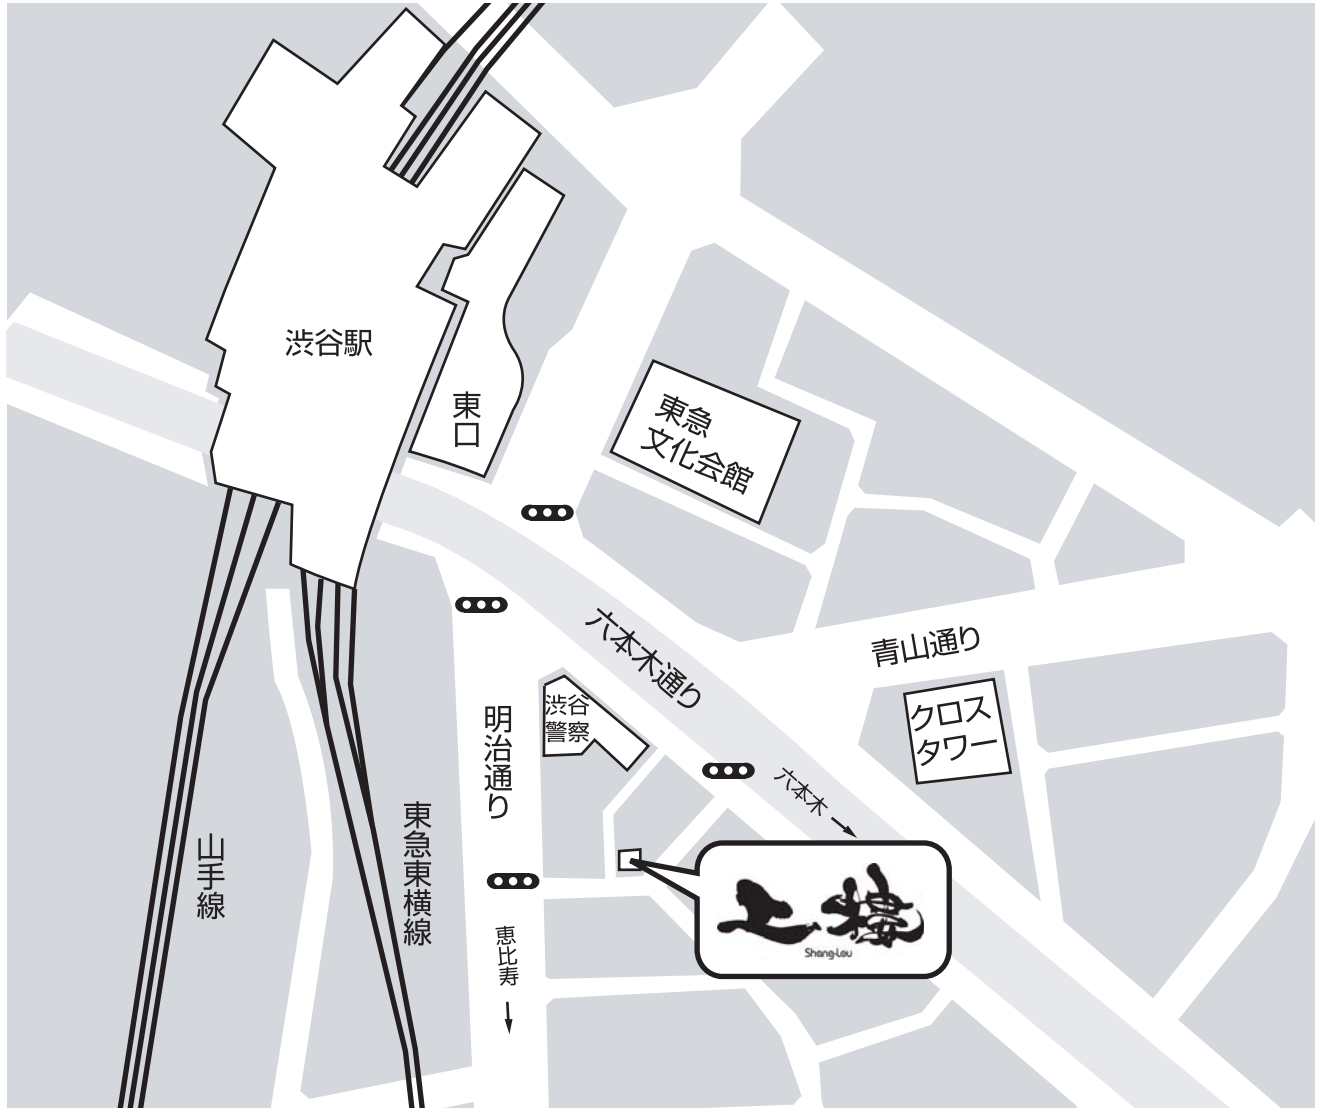 渋谷駅
東口
東急
文化会館
六本木通り
青山通り
クロス
タワー
渋谷
警察
明治通り
六本木
山手線
東急東横線
恵比寿
上楼
Shang-Lou